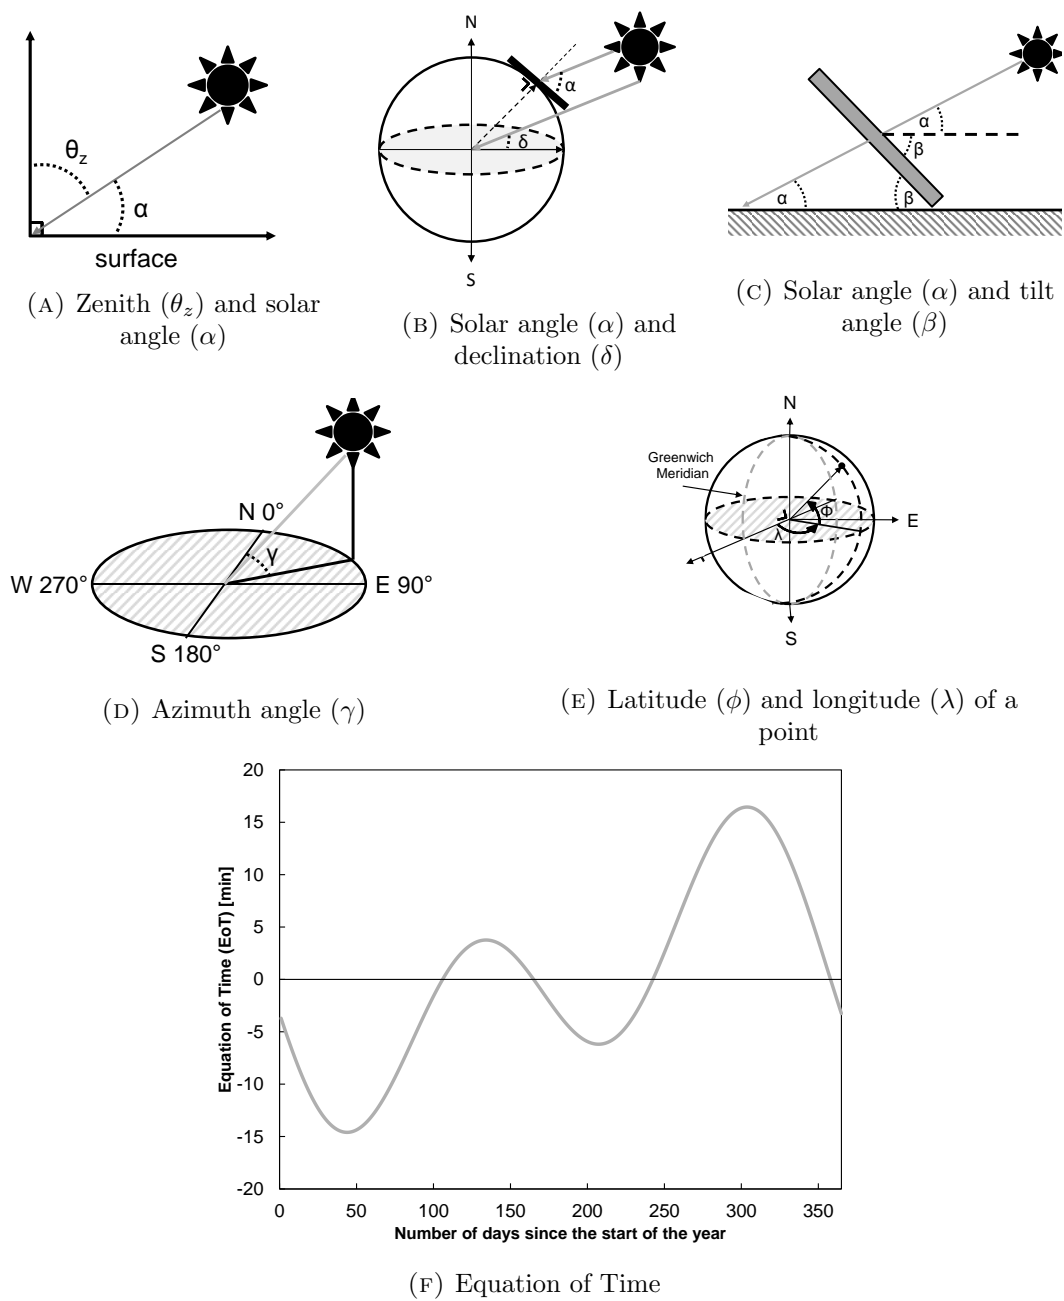 θz
α
surface
(A) Zenith (θz) and solar
angle (α)
N
α
δ
S
(B) Solar angle (α) and
declination (δ)
α
β
α
β
(C) Solar angle (α) and tilt
angle (β)
N 0°
γ
W 270°
E 90°
S 180°
(D) Azimuth angle (γ)
N
Greenwich
Meridian
Φ
E
λ
S
(E) Latitude (ϕ) and longitude (λ) of a
point
20
15
10
5
0
-5
-10
-15
-20
Equation of Time (EoT) [min]
0 50 100 150 200 250 300 350
Number of days since the start of the year
(F) Equation of Time